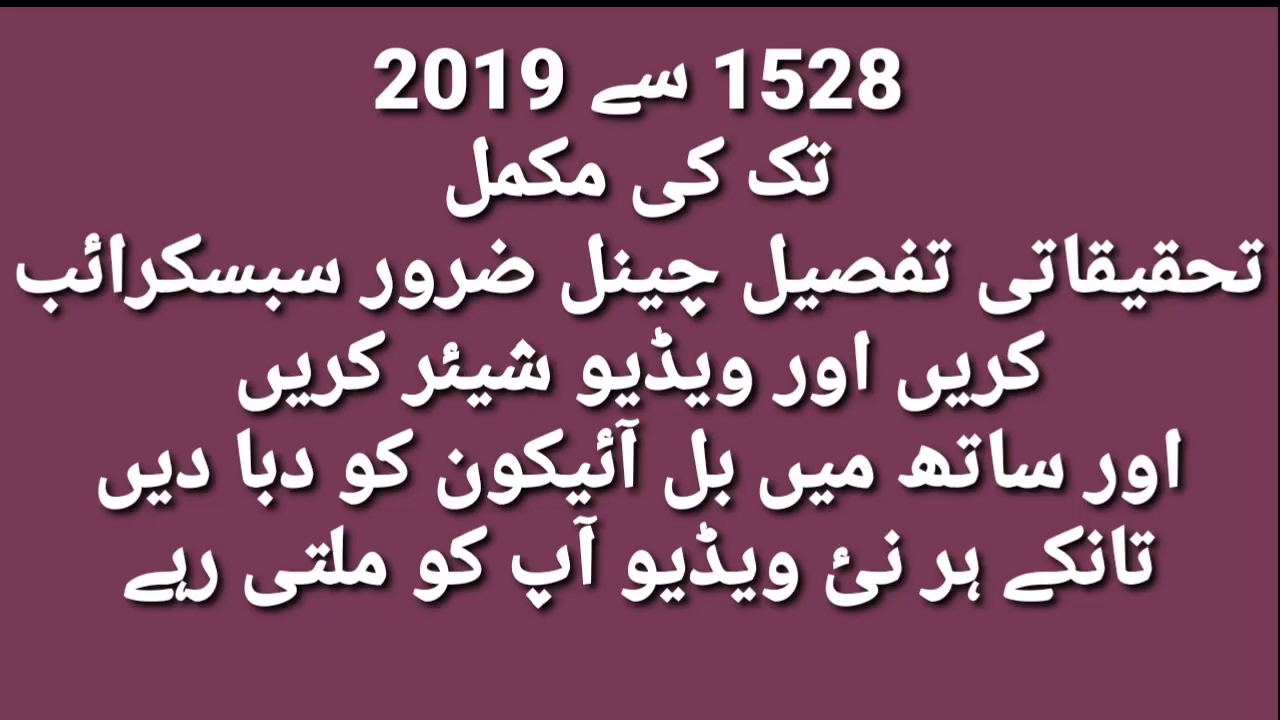 1528 سے 2019
تک کی مکمل
تحقیقاتی تفصیل چینل ضرور سبسکرائب
کریں اور ویڈیو شیئر کریں
اور ساتھ میں بل آئیکون کو دبا دیں
تانکے ہر نئ ویڈیو آپ کو ملتی رہے